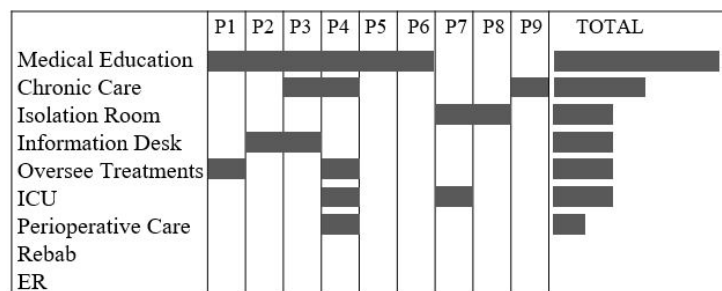 P1 P2 P3 P4 P5 P6 P7 P8 P9 TOTAL
Medical Education
Chronic Care
Isolation Room
Information Desk
Oversee Treatments
ICU
Perioperative Care
Rebab
ER